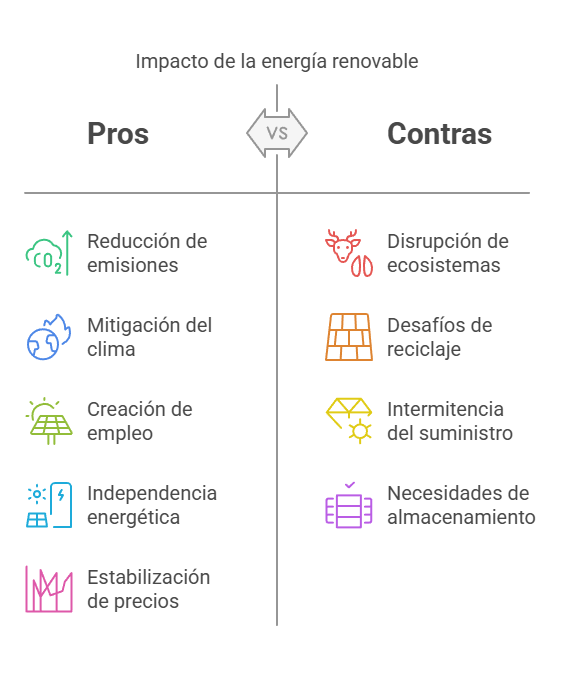 Impacto de la energía renovable
Pros
VS
Contras
Reducción de
emisiones
CO2
Mitigación del
clima
Creación de
empleo
Independencia
energética
Estabilización
de precios
Disrupción de
ecosistemas
Desafíos de
reciclaje
Intermitencia
del suministro
Necesidades de
almacenamiento